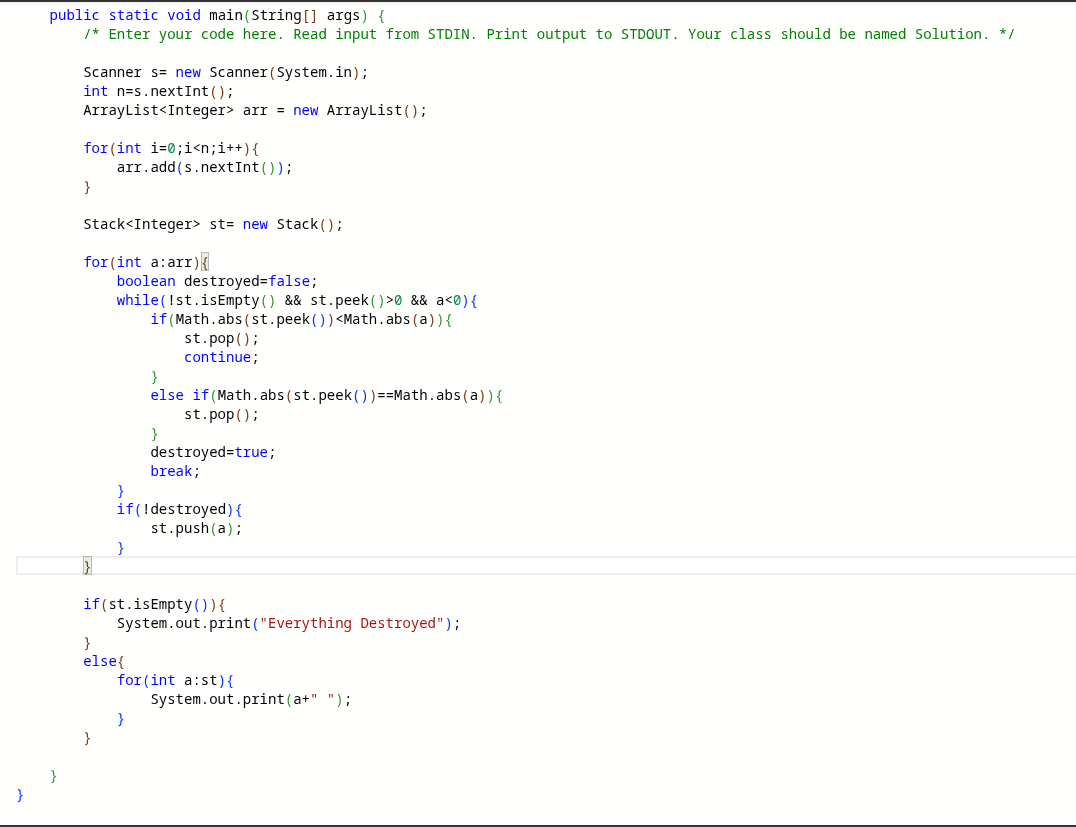 public static void main(String[] args) {
/* Enter your code here. Read input from STDIN. Print output to STDOUT. Your class should be named Solution. */
Scanner s= new Scanner(System.in);
int n=s.nextInt();
ArrayList<Integer> arr = new ArrayList();
for(int i=0;i<n;i++){
arr.add(s.nextInt());
}
Stack<Integer> st= new Stack();
for(int a:arr){
boolean destroyed=false;
while(!st.isEmpty() && st.peek()>0 && a<0){
if(Math.abs(st.peek())<Math.abs(a)){
st.pop();
continue;
}
else if(Math.abs(st.peek())==Math.abs(a)){
st.pop();
}
destroyed=true;
break;
}
if(!destroyed){
st.push(a);
}
}
if(st.isEmpty()){
System.out.print("Everything Destroyed");
}
else{
for(int a:st){
System.out.print(a+" ");
}
}
}
}